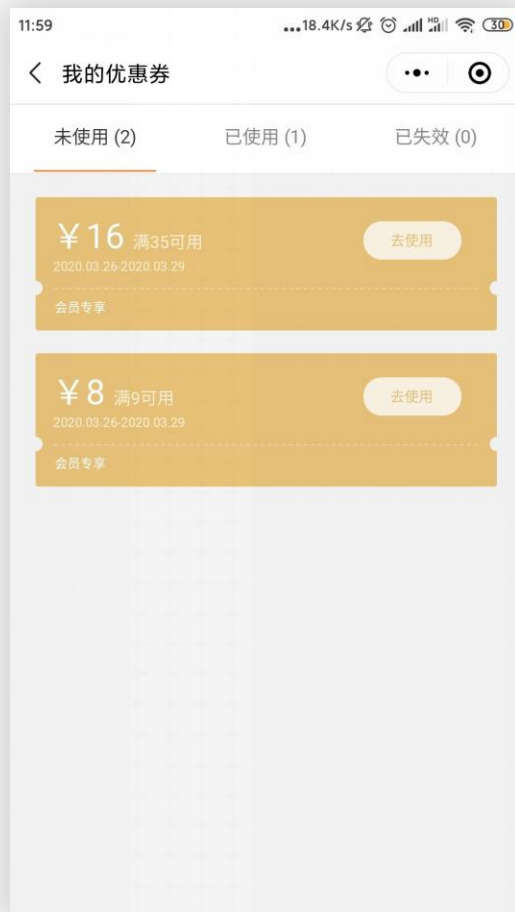 11:59 ...18.4K/s HD 30
我的优惠券
未使用 (2) 已使用 (1) 已失效 (0)
￥16 满35可用 去使用
2020.03.26-2020.03.29
会员专享
￥8 满9可用 去使用
2020.03.26-2020.03.29
会员专享